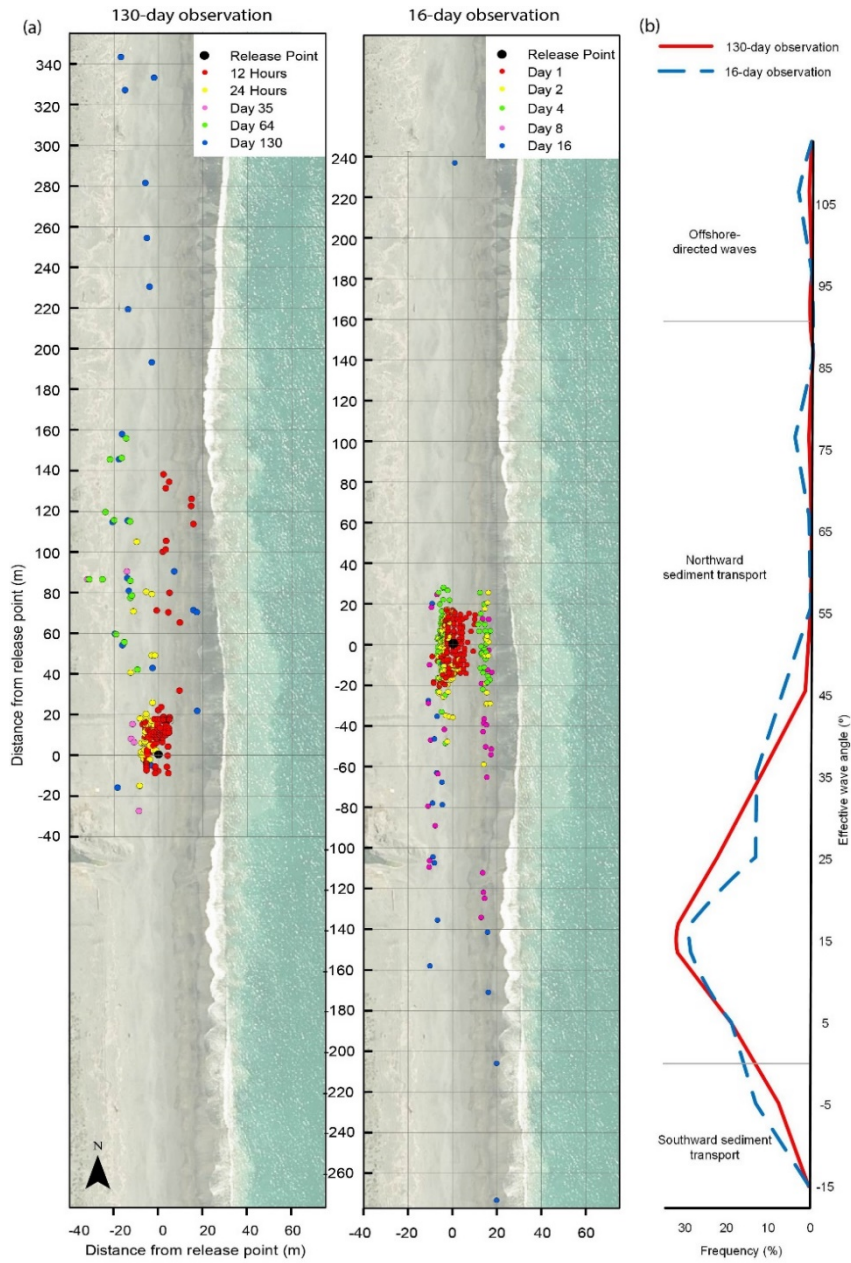 (a)
130-day observation
16-day observation
(b)
Release Point
12 Hours
24 Hours
Day 35
Day 64
Day 130
Release Point
Day 1
Day 2
Day 4
Day 8
Day 16
130-day observation
16-day observation
340
320
300
280
260
240
220
200
180
160
140
120
100
80
60
40
20
0
-20
-40
Distance from release point (m)
N
-40 -20 0 20 40 60
Distance from release point (m)
240
220
200
180
160
140
120
100
80
60
40
20
0
-20
-40
-60
-80
-100
-120
-140
-160
-180
-200
-220
-240
-260
-40 -20 0 20 40 60
Offshore-
directed waves
Northward
sediment transport
Southward sediment
transport
105
95
85
75
65
55
45
35
25
15
5
-5
-15
Effective wave angle (°)
30 20 10 0
Frequency (%)